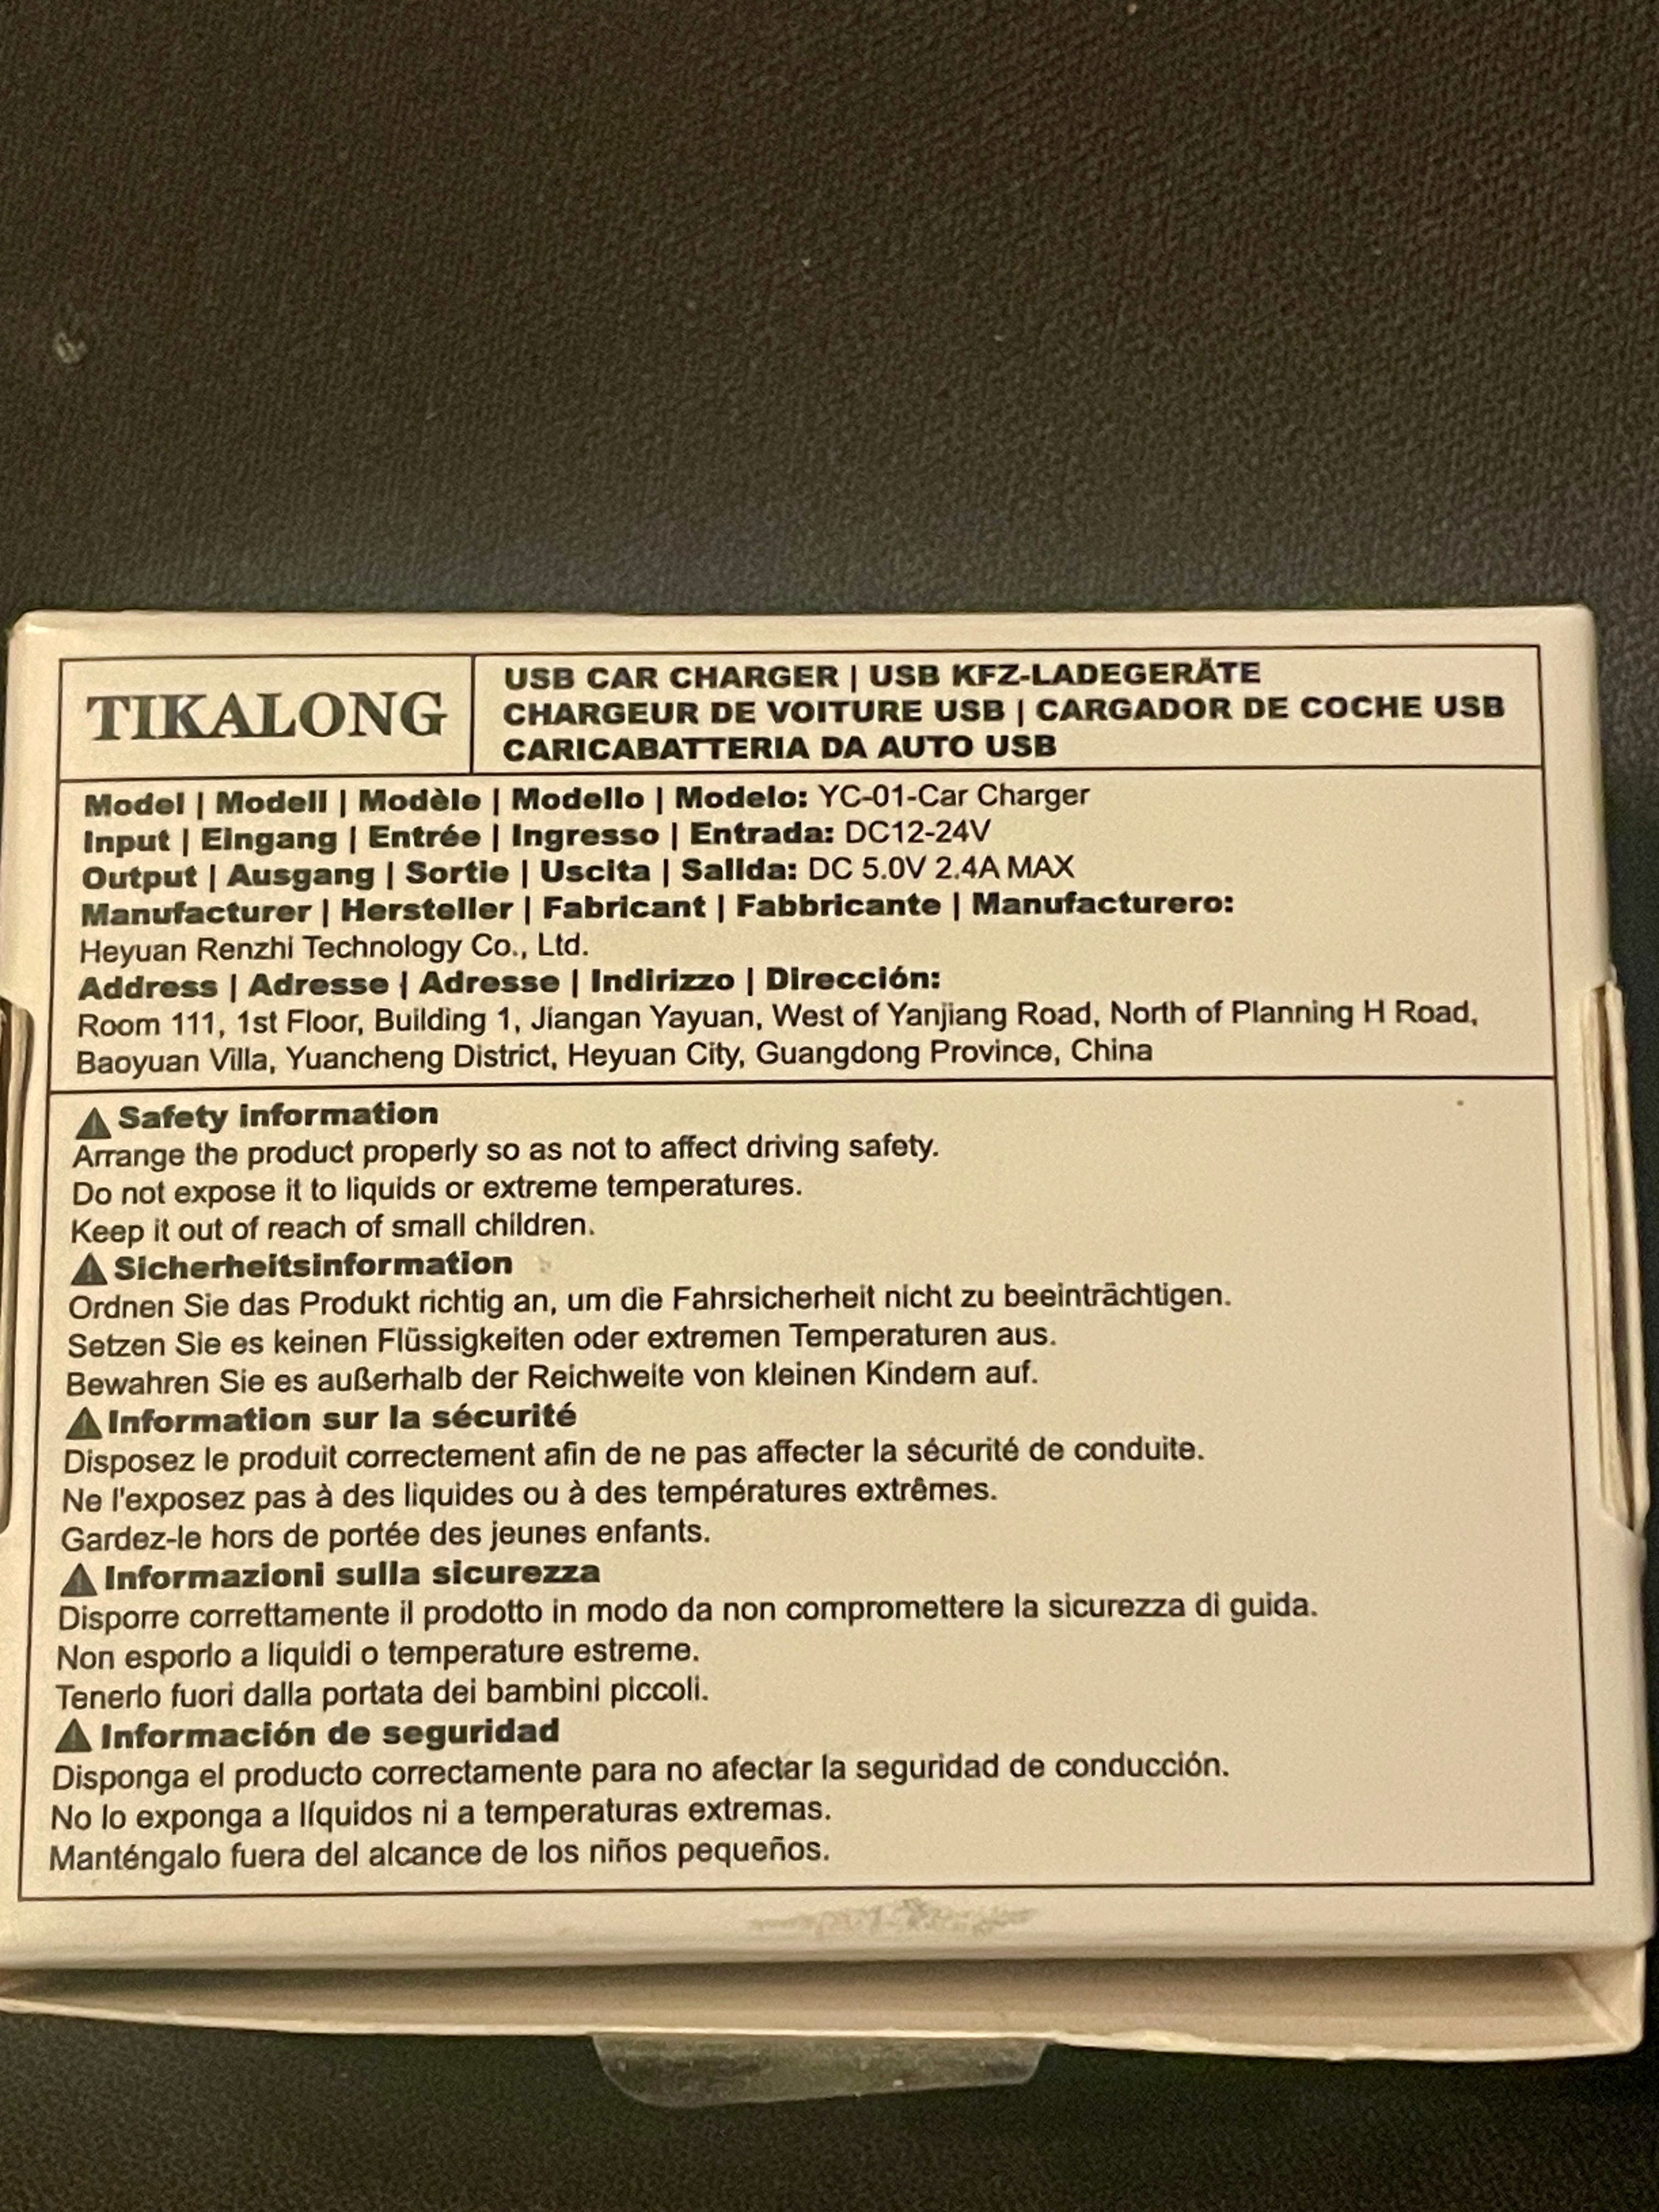 TIKALONG
USB CAR CHARGER | USB KFZ-LADEGERÄTE
CHARGEUR DE VOITURE USB | CARGADOR DE COCHE USB
CARICABATTERIA DA AUTO USB
Model | Modell | Modèle | Modello | Modelo: YC-01-Car Charger
Input | Eingang | Entrée | Ingresso | Entrada: DC12-24V
Output | Ausgang | Sortie | Uscita | Salida: DC 5.0V 2.4A MAX
Manufacturer | Hersteller | Fabricant | Fabbricante | Manufacturero:
Heyuan Renzhi Technology Co., Ltd.
Address | Adresse | Adresse | Indirizzo | Dirección:
Room 111, 1st Floor, Building 1, Jiangan Yayuan, West of Yanjiang Road, North of Planning H Road,
Baoyuan Villa, Yuancheng District, Heyuan City, Guangdong Province, China
Safety information
Arrange the product properly so as not to affect driving safety.
Do not expose it to liquids or extreme temperatures.
Keep it out of reach of small children.
Sicherheitsinformation
Ordnen Sie das Produkt richtig an, um die Fahrsicherheit nicht zu beeinträchtigen.
Setzen Sie es keinen Flüssigkeiten oder extremen Temperaturen aus.
Bewahren Sie es außerhalb der Reichweite von kleinen Kindern auf.
Information sur la sécurité
Disposez le produit correctement afin de ne pas affecter la sécurité de conduite.
Ne l'exposez pas à des liquides ou à des températures extrêmes.
Gardez-le hors de portée des jeunes enfants.
Informazioni sulla sicurezza
Disporre correttamente il prodotto in modo da non compromettere la sicurezza di guida.
Non esporlo a liquidi o temperature estreme.
Tenerlo fuori dalla portata dei bambini piccoli.
Información de seguridad
Disponga el producto correctamente para no afectar la seguridad de conducción.
No lo exponga a líquidos ni a temperaturas extremas.
Manténgalo fuera del alcance de los niños pequeños.